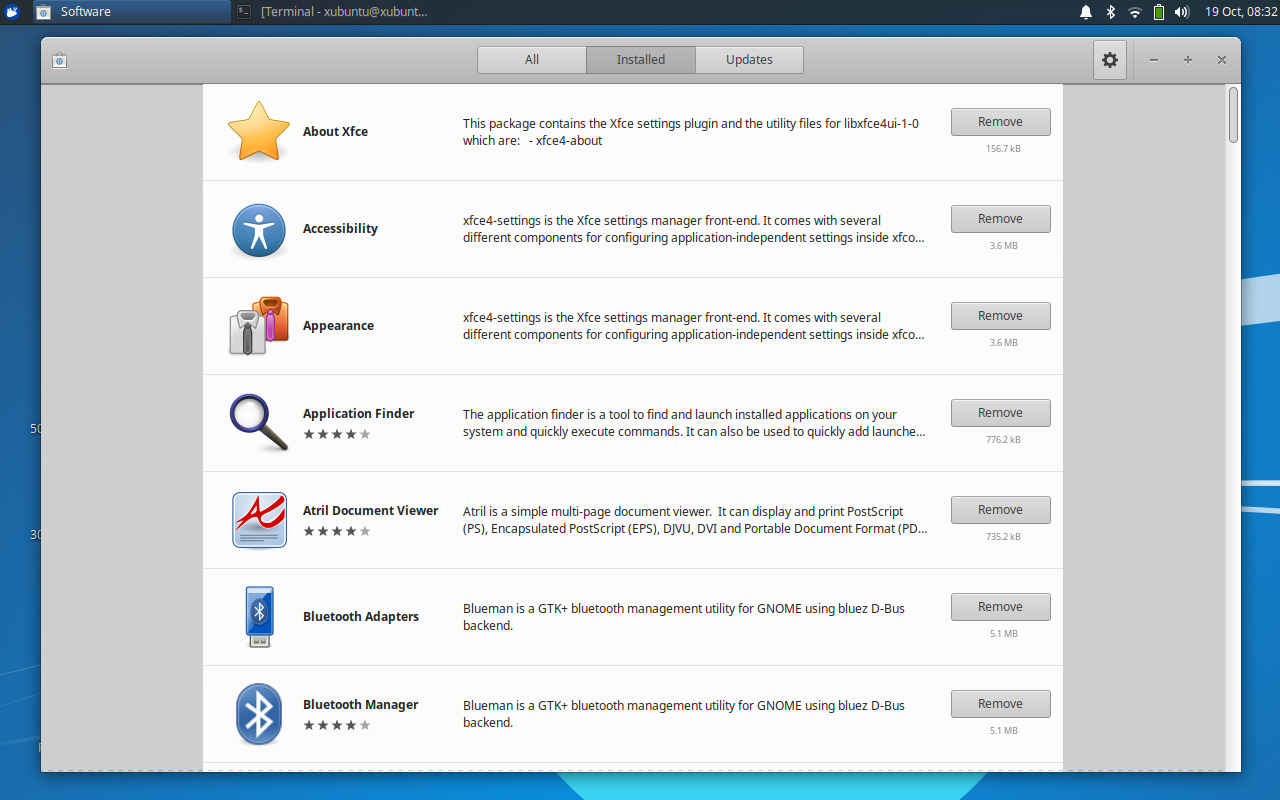 Software
[Terminal - xubuntu@xubunt...
19 Oct, 08:32
All
Installed
Updates
About Xfce
This package contains the Xfce settings plugin and the utility files for libxfce4ui-1-0
which are:   - xfce4-about
Remove
156.7 kB
Accessibility
xfce4-settings is the Xfce settings manager front-end. It comes with several
different components for configuring application-independent settings inside xfco...
Remove
3.6 MB
Appearance
xfce4-settings is the Xfce settings manager front-end. It comes with several
different components for configuring application-independent settings inside xfco...
Remove
3.6 MB
Application Finder
The application finder is a tool to find and launch installed applications on your
system and quickly execute commands. It can also be used to quickly add launche...
Remove
776.2 kB
Atril Document Viewer
Atril is a simple multi-page document viewer.  It can display and print PostScript
(PS), Encapsulated PostScript (EPS), DJVU, DVI and Portable Document Format (PD...
Remove
735.2 kB
Bluetooth Adapters
Blueman is a GTK+ bluetooth management utility for GNOME using bluez D-Bus
backend.
Remove
5.1 MB
Bluetooth Manager
Blueman is a GTK+ bluetooth management utility for GNOME using bluez D-Bus
backend.
Remove
5.1 MB